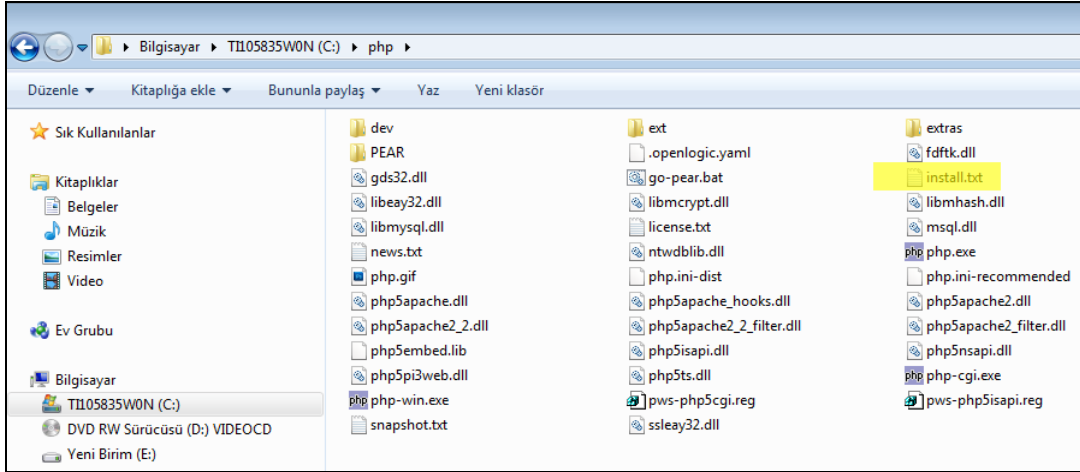 Bilgisayar ▸ TI105835W0N (C:) ▸ php ▸
Düzenle Kitaplığa ekle Bununla paylaş Yaz Yeni klasör
Sık Kullanılanlar
Kitaplıklar
Belgeler
Müzik
Resimler
Video
Ev Grubu
Bilgisayar
TI105835W0N (C:)
DVD RW Sürücüsü (D:) VIDEOCD
Yeni Birim (E:)
dev ext extras
PEAR .openlogic.yaml fdftk.dll
gds32.dll go-pear.bat install.txt
libeay32.dll libmcrypt.dll libmhash.dll
libmysql.dll license.txt msql.dll
news.txt ntwdblib.dll php php.exe
php.gif php.ini-dist php.ini-recommended
php5apache.dll php5apache_hooks.dll php5apache2.dll
php5apache2_2.dll php5apache2_2_filter.dll php5apache2_filter.dll
php5embed.lib php5isapi.dll php5nsapi.dll
php5pi3web.dll php5ts.dll php php-cgi.exe
php php-win.exe pws-php5cgi.reg pws-php5isapi.reg
snapshot.txt ssleay32.dll